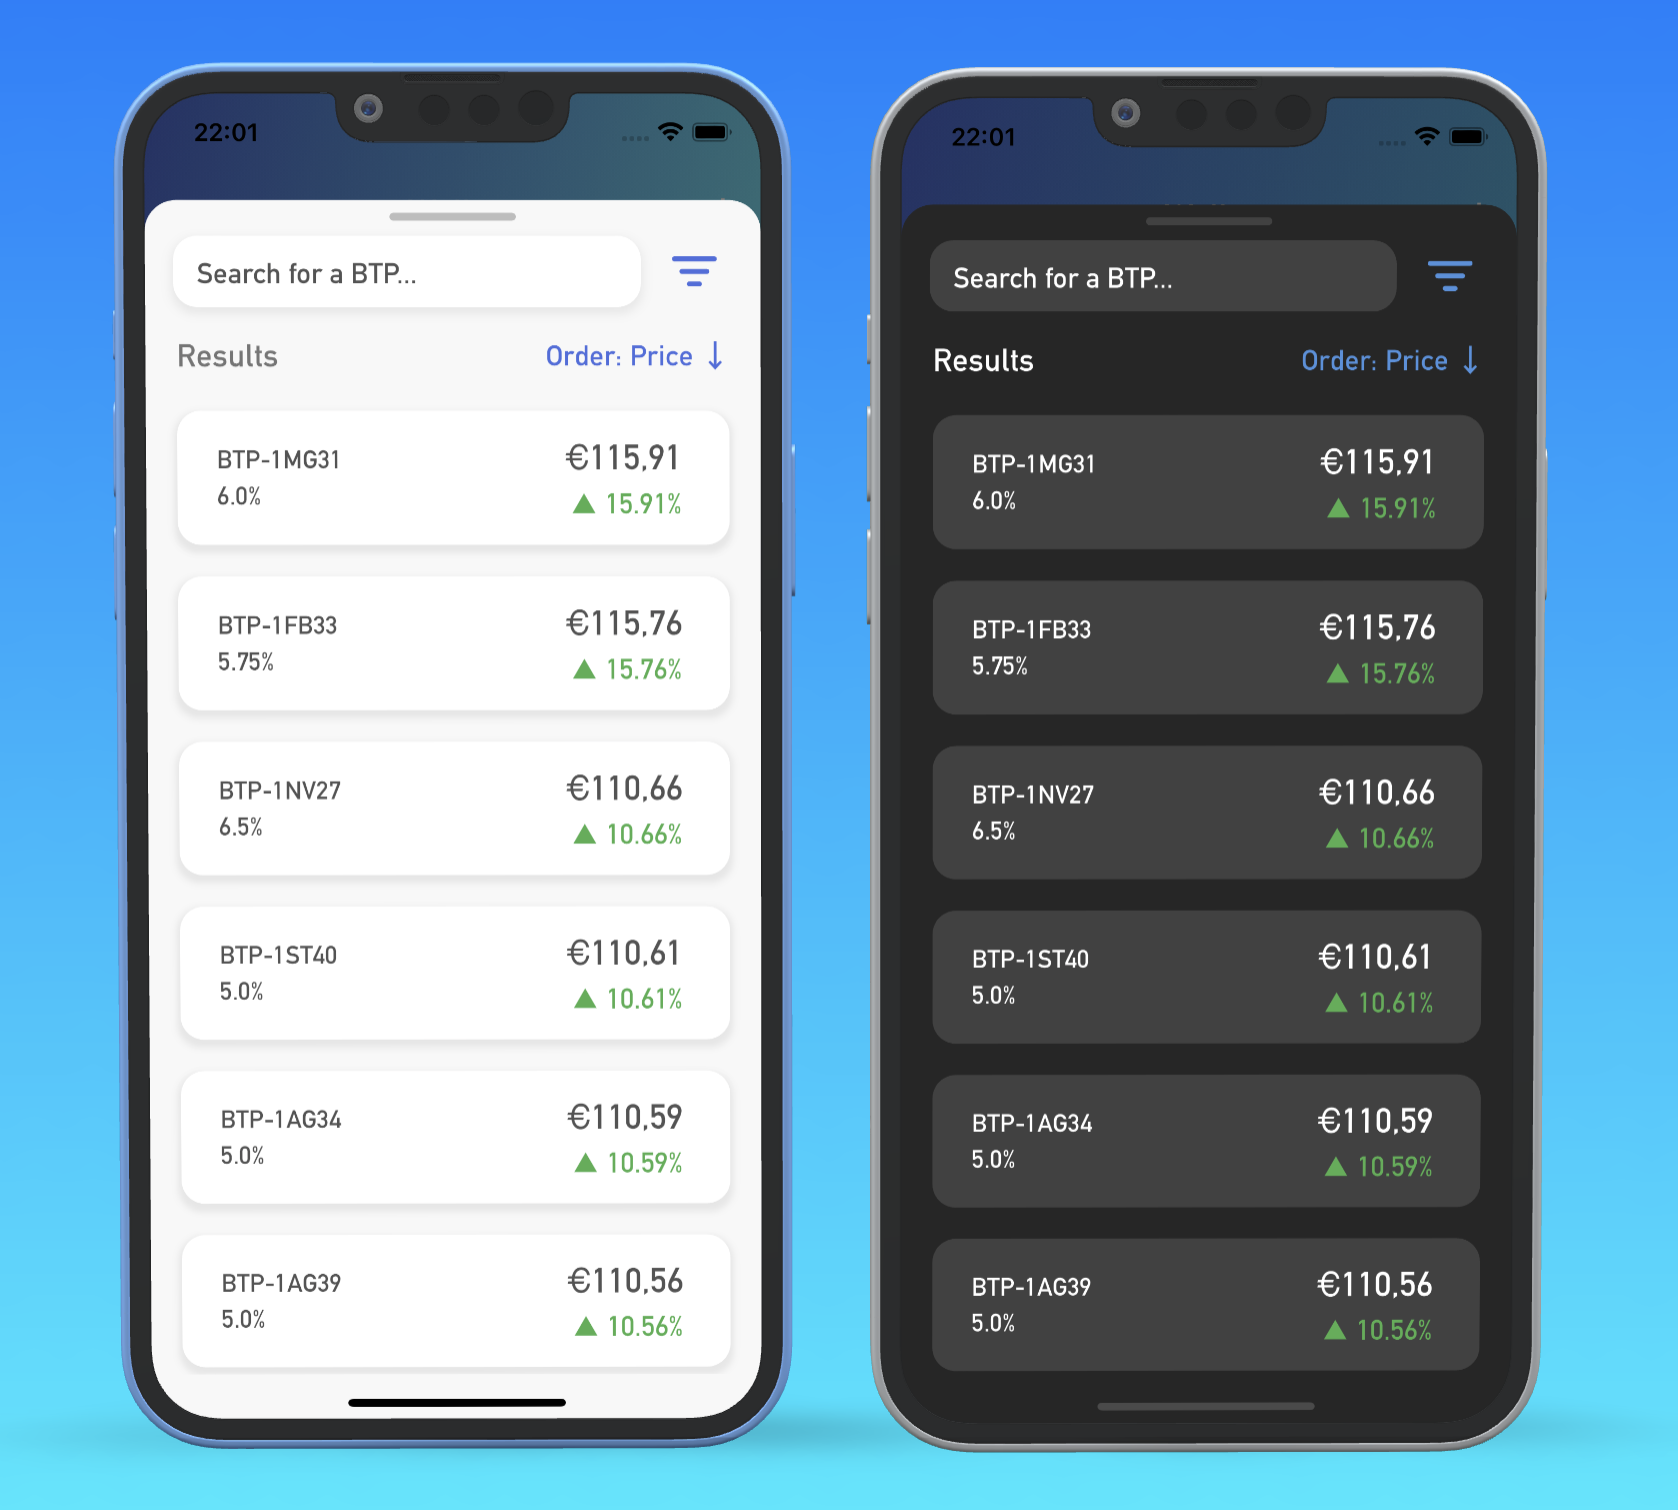 22:01
Search for a BTP...
Results
Order: Price ↓
BTP-1MG31
€115,91
6.0%
▲ 15.91%
BTP-1FB33
€115,76
5.75%
▲ 15.76%
BTP-1NV27
€110,66
6.5%
▲ 10.66%
BTP-1ST40
€110,61
5.0%
▲ 10.61%
BTP-1AG34
€110,59
5.0%
▲ 10.59%
BTP-1AG39
€110,56
5.0%
▲ 10.56%
22:01
Search for a BTP...
Results
Order: Price ↓
BTP-1MG31
€115,91
6.0%
▲ 15.91%
BTP-1FB33
€115,76
5.75%
▲ 15.76%
BTP-1NV27
€110,66
6.5%
▲ 10.66%
BTP-1ST40
€110,61
5.0%
▲ 10.61%
BTP-1AG34
€110,59
5.0%
▲ 10.59%
BTP-1AG39
€110,56
5.0%
▲ 10.56%